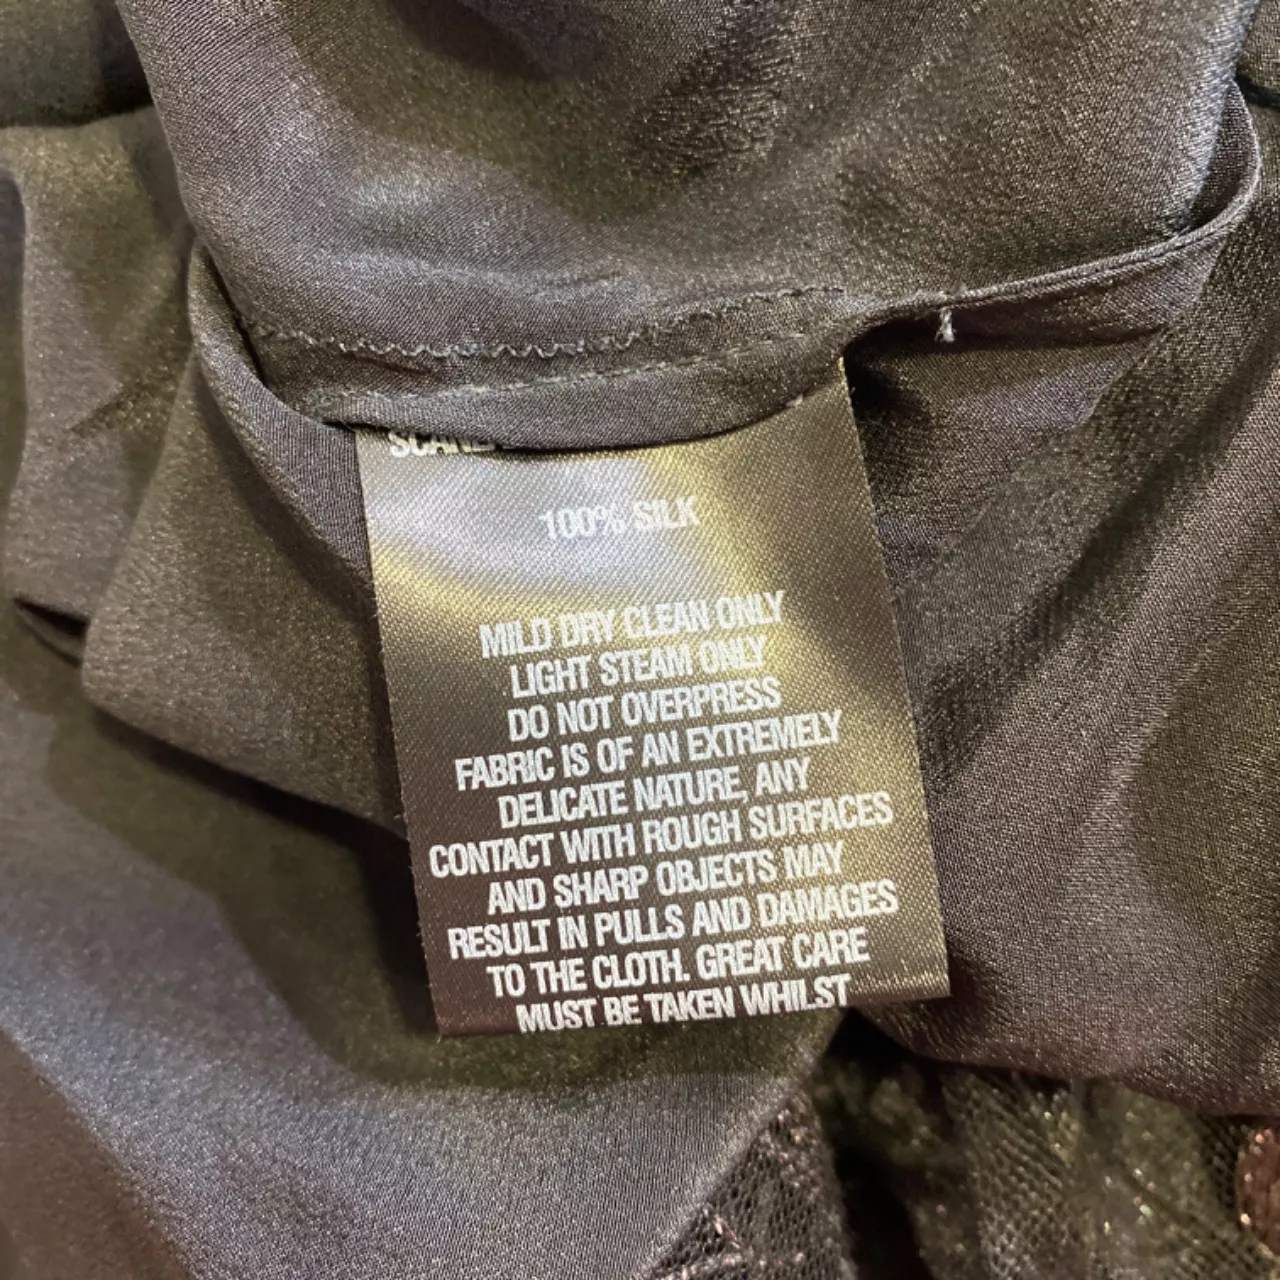 100% SILK
MILD DRY CLEAN ONLY
LIGHT STEAM ONLY
DO NOT OVERPRESS
FABRIC IS OF AN EXTREMELY
DELICATE NATURE, ANY
CONTACT WITH ROUGH SURFACES
AND SHARP OBJECTS MAY
RESULT IN PULLS AND DAMAGES
TO THE CLOTH. GREAT CARE
MUST BE TAKEN WHILST